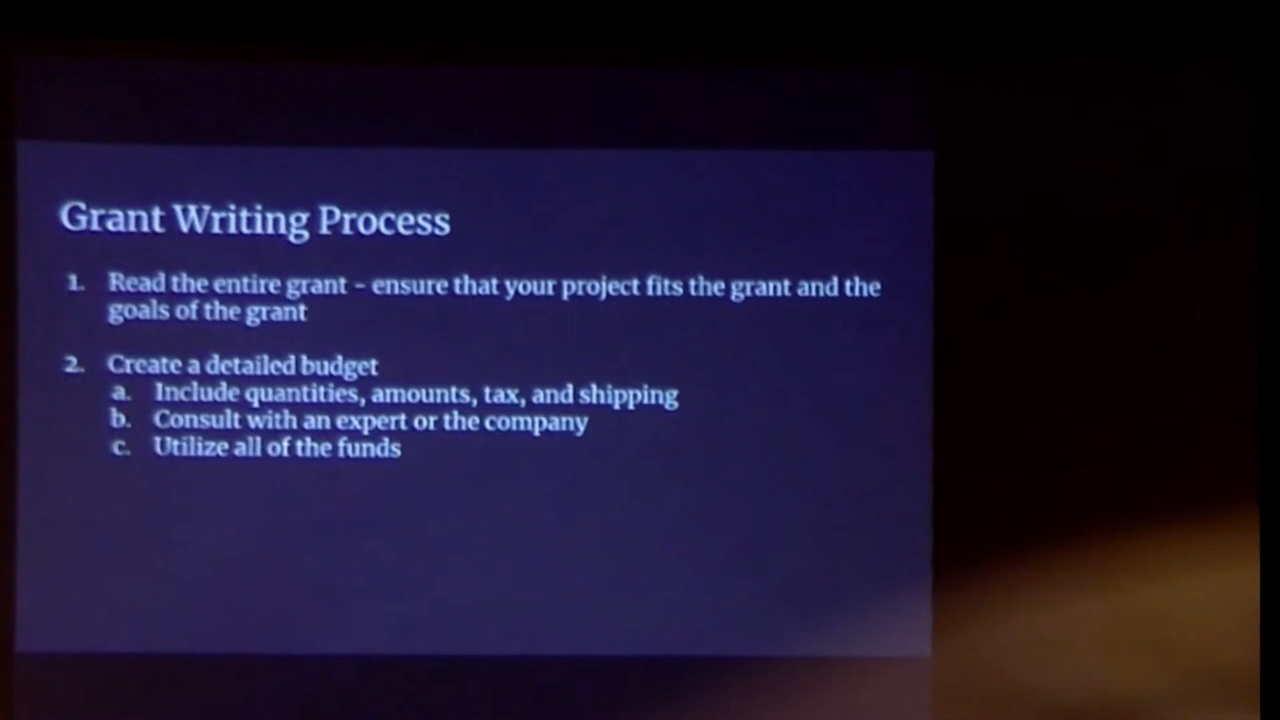 Grant Writing Process
1. Read the entire grant – ensure that your project fits the grant and the
goals of the grant
2. Create a detailed budget
a. Include quantities, amounts, tax, and shipping
b. Consult with an expert or the company
c. Utilize all of the funds